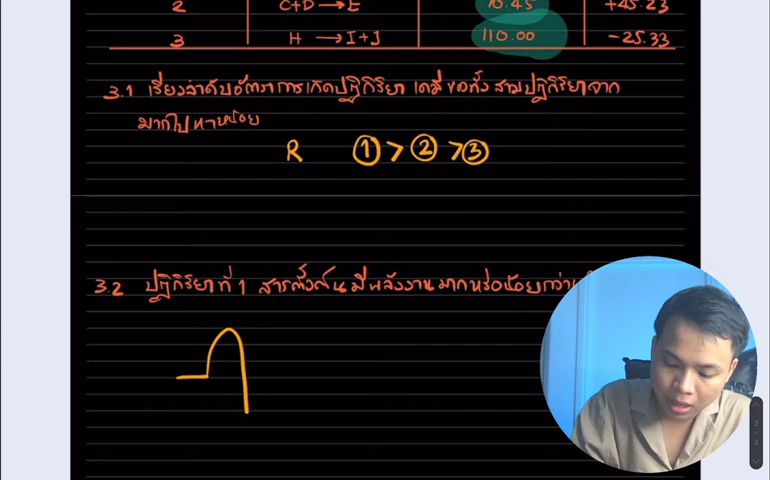 2 C+D → E 10.45 +45.23
3 H → I+J 110.00 -25.33
3.1 เรียงลำดับอัตราการเกิดปฏิกิริยาเคมีของทั้งสามปฏิกิริยาจาก
มากไปหาน้อย
R ① > ② > ③
3.2 ปฏิกิริยาที่ 1 สารตั้งต้นมีพลังงานมากหรือน้อยกว่า